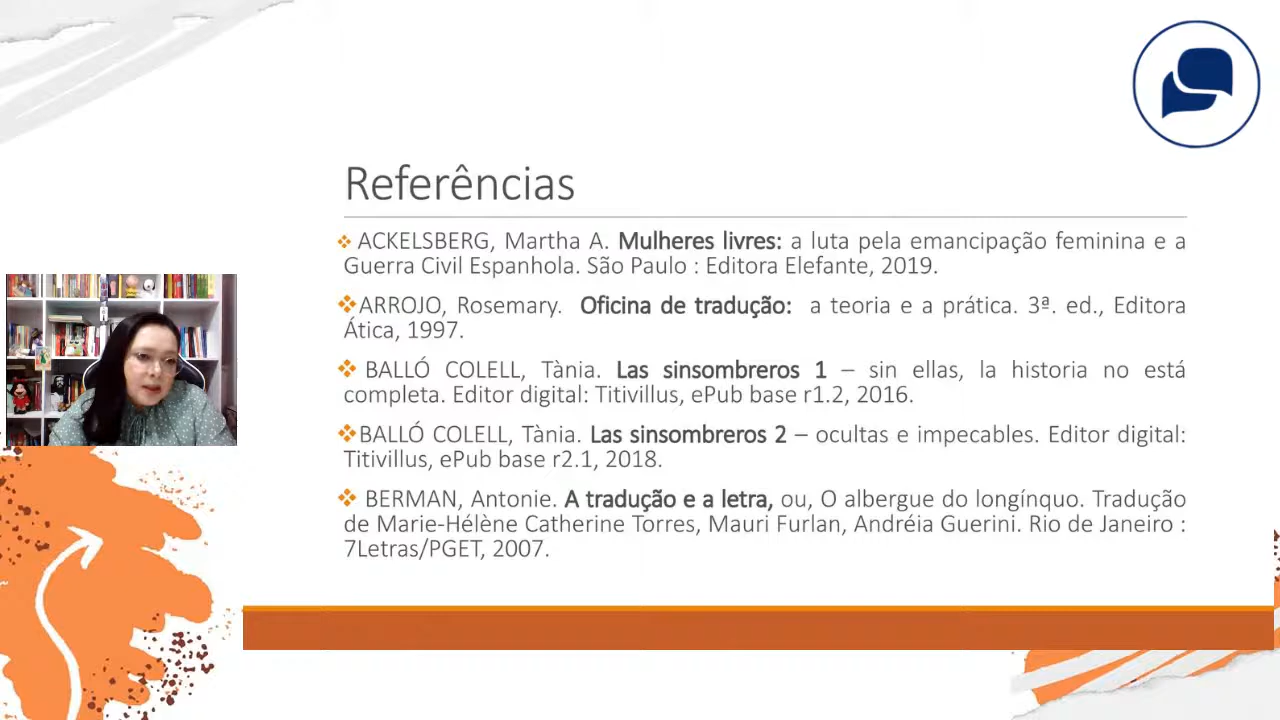 Referências
ACKELSBERG, Martha A. Mulheres livres: a luta pela emancipação feminina e a
Guerra Civil Espanhola. São Paulo : Editora Elefante, 2019.
ARROJO, Rosemary. Oficina de tradução: a teoria e a prática. 3ª. ed., Editora
Ática, 1997.
BALLÓ COLELL, Tània. Las sinsombreros 1 – sin ellas, la historia no está
completa. Editor digital: Titivillus, ePub base r1.2, 2016.
BALLÓ COLELL, Tània. Las sinsombreros 2 – ocultas e impecables. Editor digital:
Titivillus, ePub base r2.1, 2018.
BERMAN, Antonie. A tradução e a letra, ou, O albergue do longínquo. Tradução
de Marie-Hélène Catherine Torres, Mauri Furlan, Andréia Guerini. Rio de Janeiro :
7Letras/PGET, 2007.